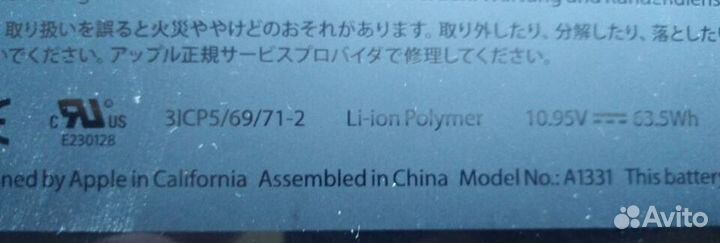 取り扱いを誤ると火災ややけどのおそれがあります。取り外したり、分解したり、落としたり
いでください。アップル正規サービスプロバイダで修理してください。
c RU US E230128 3ICP5/69/71-2 Li-ion Polymer 10.95V 63.5Wh
ned by Apple in California Assembled in China Model No.: A1331 This batter
Avito